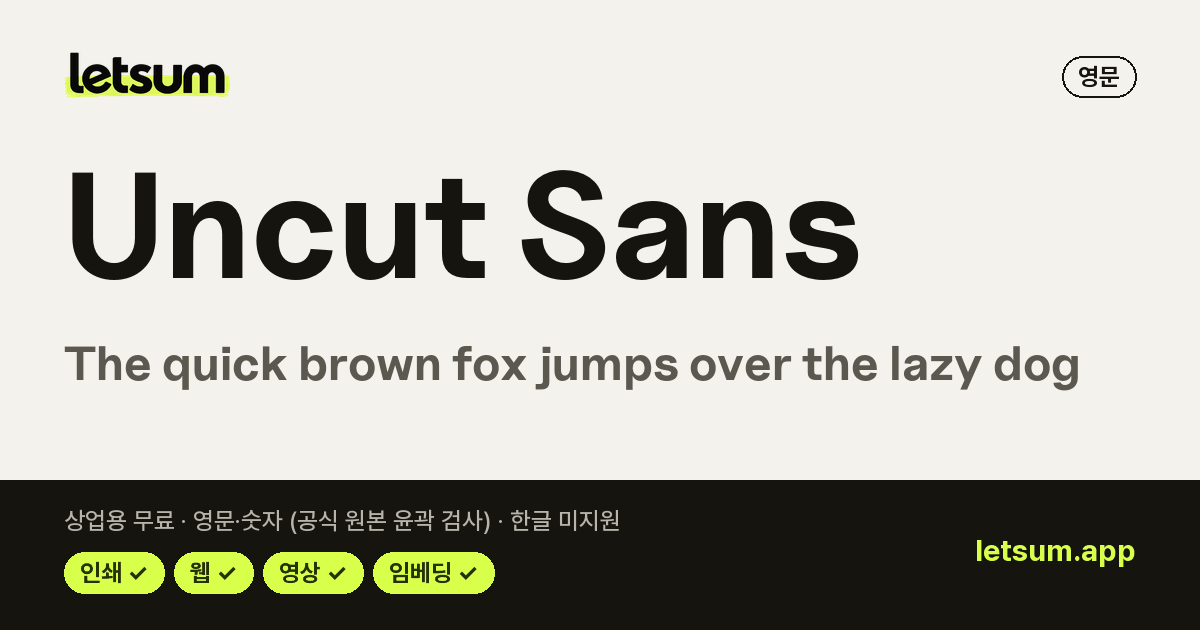 letsum
영문
Uncut Sans
The quick brown fox jumps over the lazy dog
상업용 무료 · 영문·숫자 (공식 원본 윤곽 검사) · 한글 미지원
인쇄 ✓ 웹 ✓ 영상 ✓ 임베딩 ✓
letsum.app